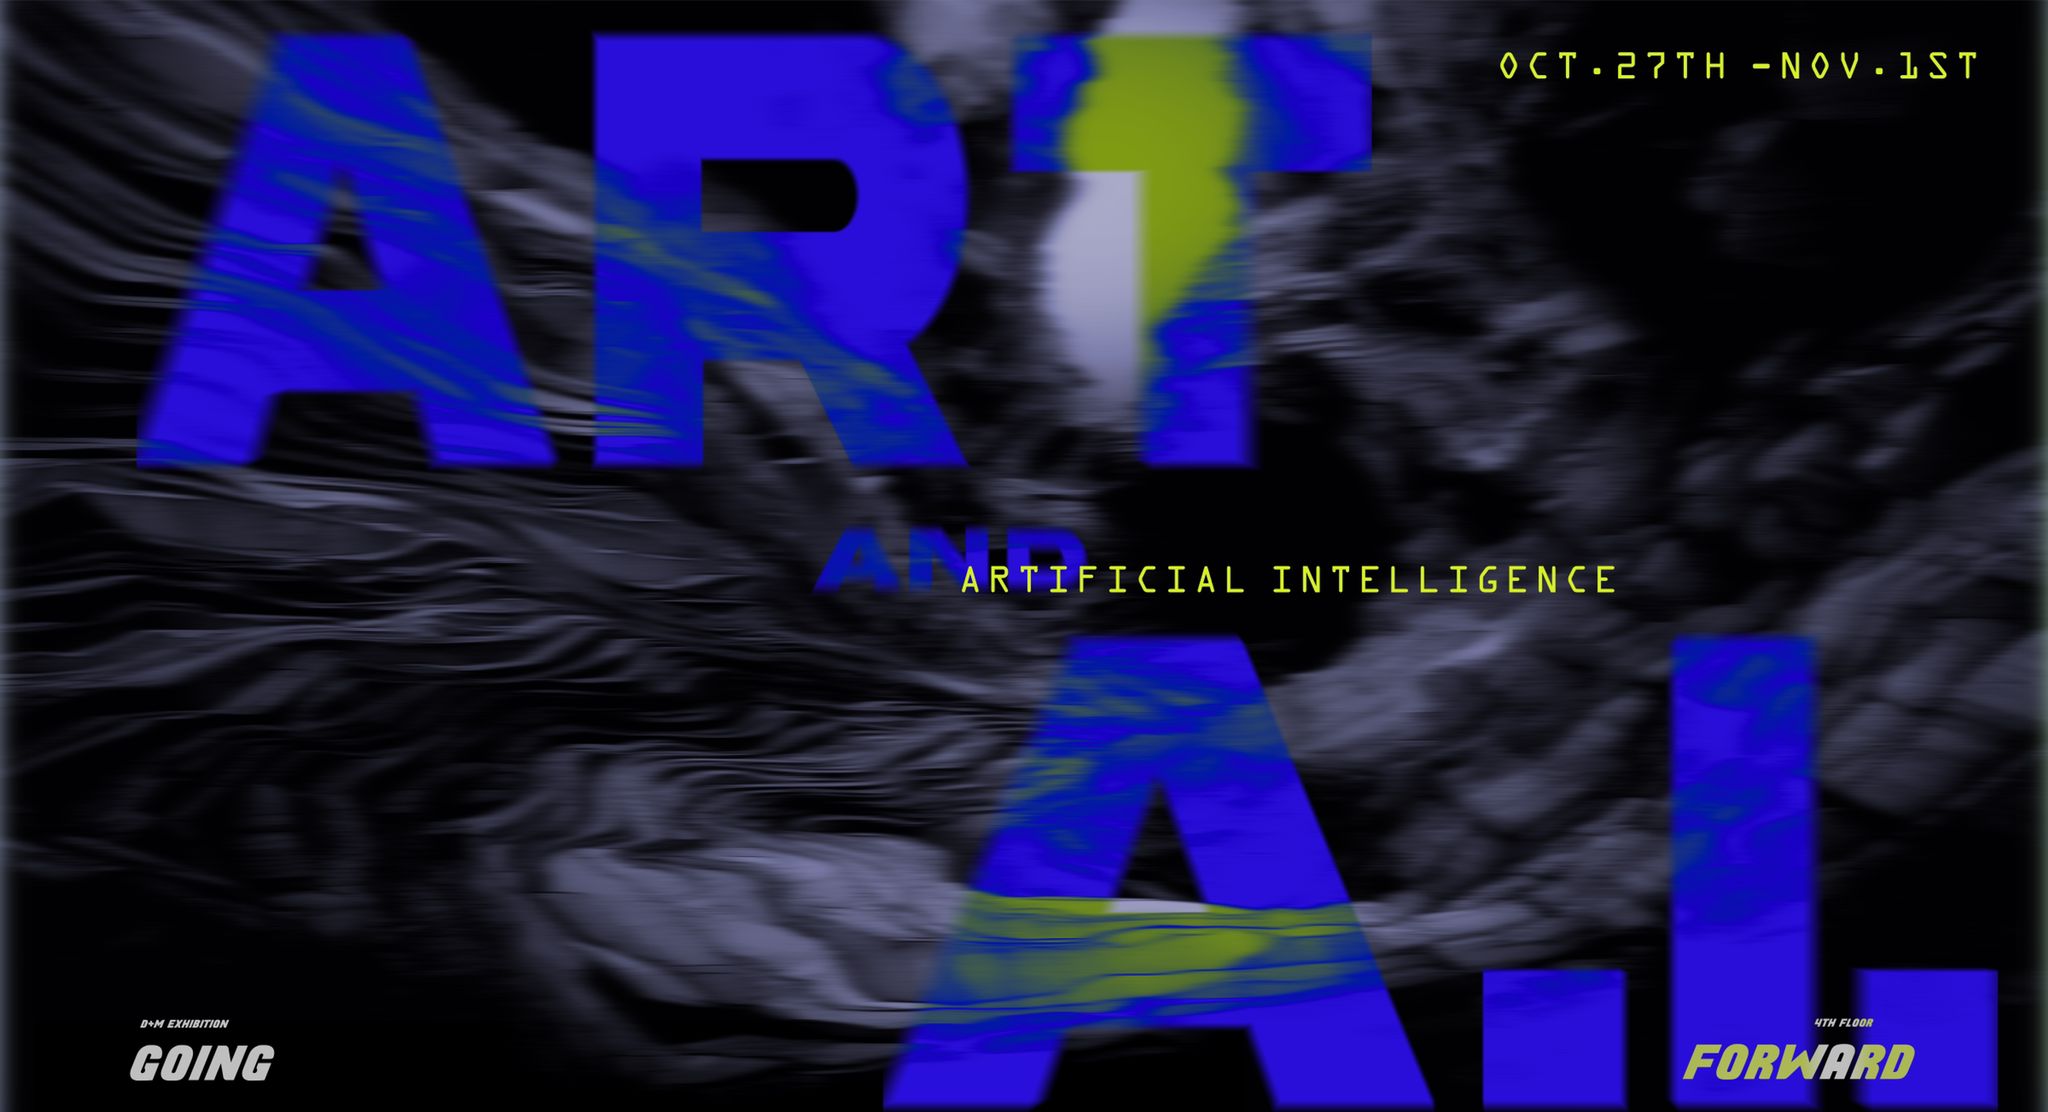 ART
OCT.27TH -NOV.1ST
AND
ARTIFICIAL INTELLIGENCE
A.I.
D+M EXHIBITION
GOING
4TH FLOOR
FORWARD